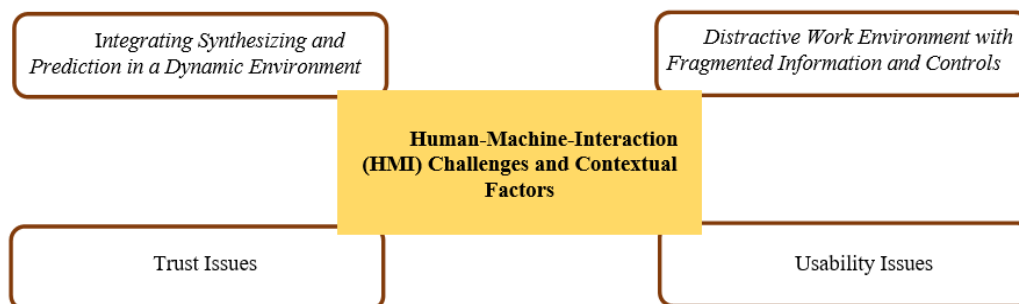 Integrating Synthesizing and
Prediction in a Dynamic Environment
Distractive Work Environment with
Fragmented Information and Controls
Human-Machine-Interaction
(HMI) Challenges and Contextual
Factors
Trust Issues
Usability Issues